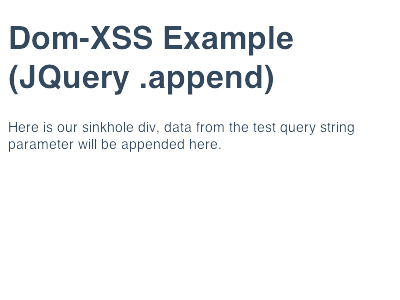 Dom-XSS Example
(JQuery .append)
Here is our sinkhole div, data from the test query string
parameter will be appended here.